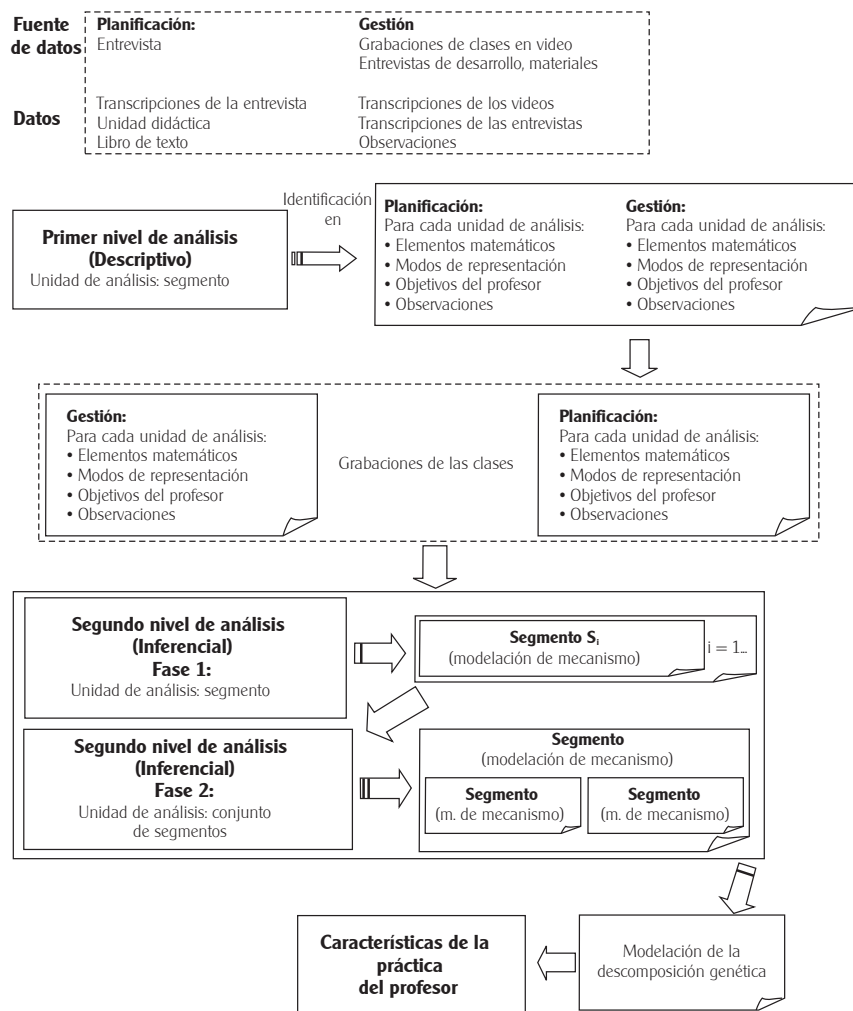 Fuente
de datos
Planificación:
Entrevista
Gestión
Grabaciones de clases en video
Entrevistas de desarrollo, materiales
Datos
Transcripciones de la entrevista
Unidad didáctica
Libro de texto
Transcripciones de los videos
Transcripciones de las entrevistas
Observaciones
Primer nivel de análisis
(Descriptivo)
Unidad de análisis: segmento
Identificación
en
Planificación:
Para cada unidad de análisis:
• Elementos matemáticos
• Modos de representación
• Objetivos del profesor
• Observaciones
Gestión:
Para cada unidad de análisis:
• Elementos matemáticos
• Modos de representación
• Objetivos del profesor
• Observaciones
Gestión:
Para cada unidad de análisis:
• Elementos matemáticos
• Modos de representación
• Objetivos del profesor
• Observaciones
Grabaciones de las clases
Planificación:
Para cada unidad de análisis:
• Elementos matemáticos
• Modos de representación
• Objetivos del profesor
• Observaciones
Segundo nivel de análisis
(Inferencial)
Fase 1:
Unidad de análisis: segmento
Segmento Sᵢ
(modelación de mecanismo)
i = 1...
Segundo nivel de análisis
(Inferencial)
Fase 2:
Unidad de análisis: conjunto
de segmentos
Segmento
(modelación de mecanismo)
Segmento
(m. de mecanismo)
Segmento
(m. de mecanismo)
Características de la
práctica
del profesor
Modelación de la
descomposición genética